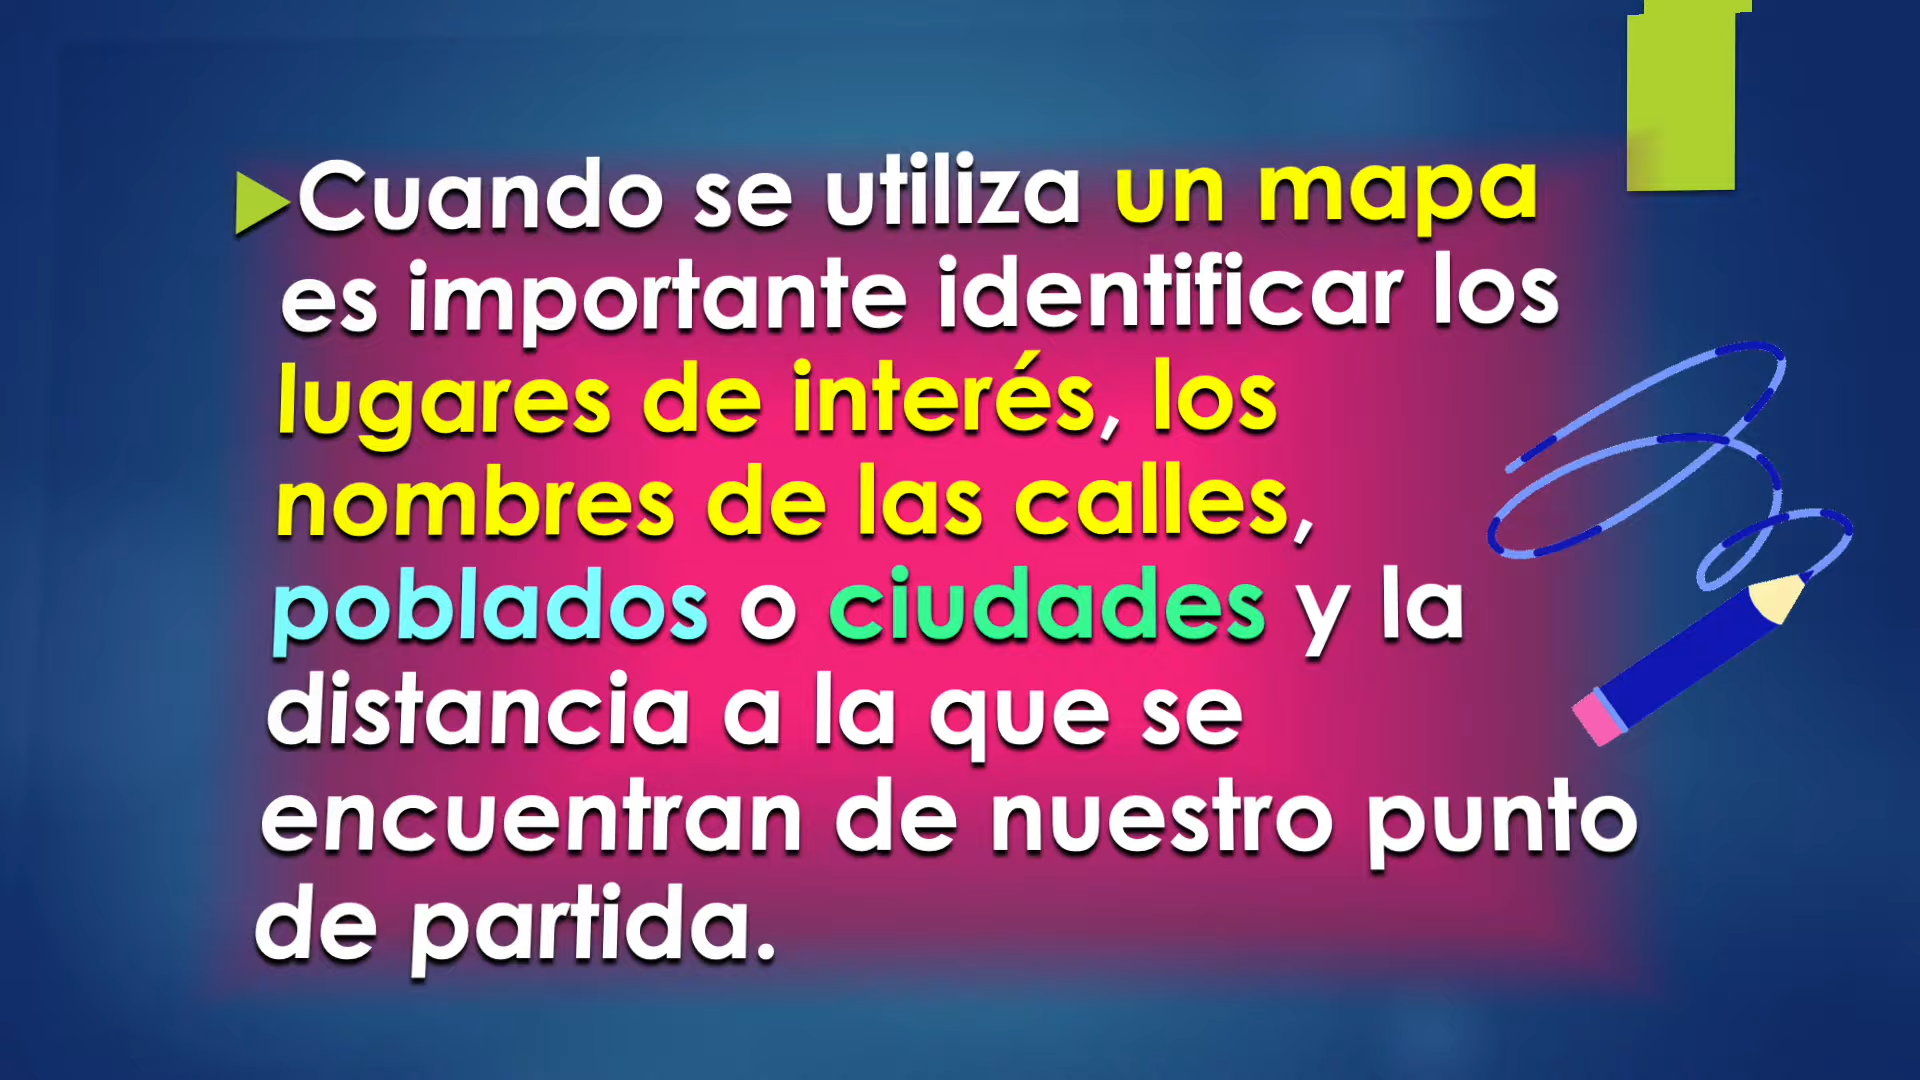 Cuando se utiliza un mapa
es importante identificar los
lugares de interés, los
nombres de las calles,
poblados o ciudades y la
distancia a la que se
encuentran de nuestro punto
de partida.